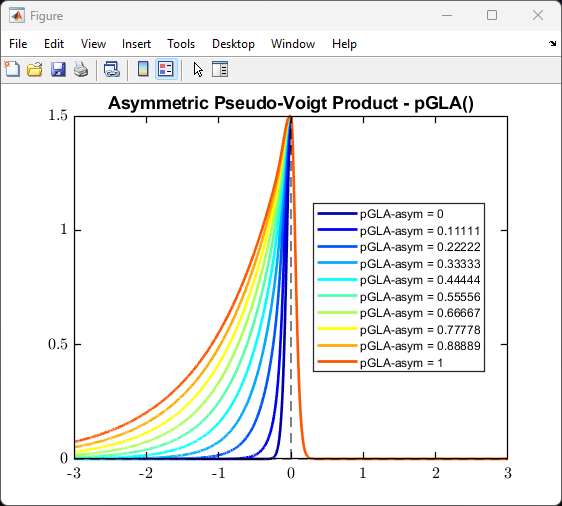 Figure
File Edit View Insert Tools Desktop Window Help
Asymmetric Pseudo-Voigt Product - pGLA()
1.5
1
0.5
0
-3 -2 -1 0 1 2 3
pGLA-asym = 0
pGLA-asym = 0.11111
pGLA-asym = 0.22222
pGLA-asym = 0.33333
pGLA-asym = 0.44444
pGLA-asym = 0.55556
pGLA-asym = 0.66667
pGLA-asym = 0.77778
pGLA-asym = 0.88889
pGLA-asym = 1